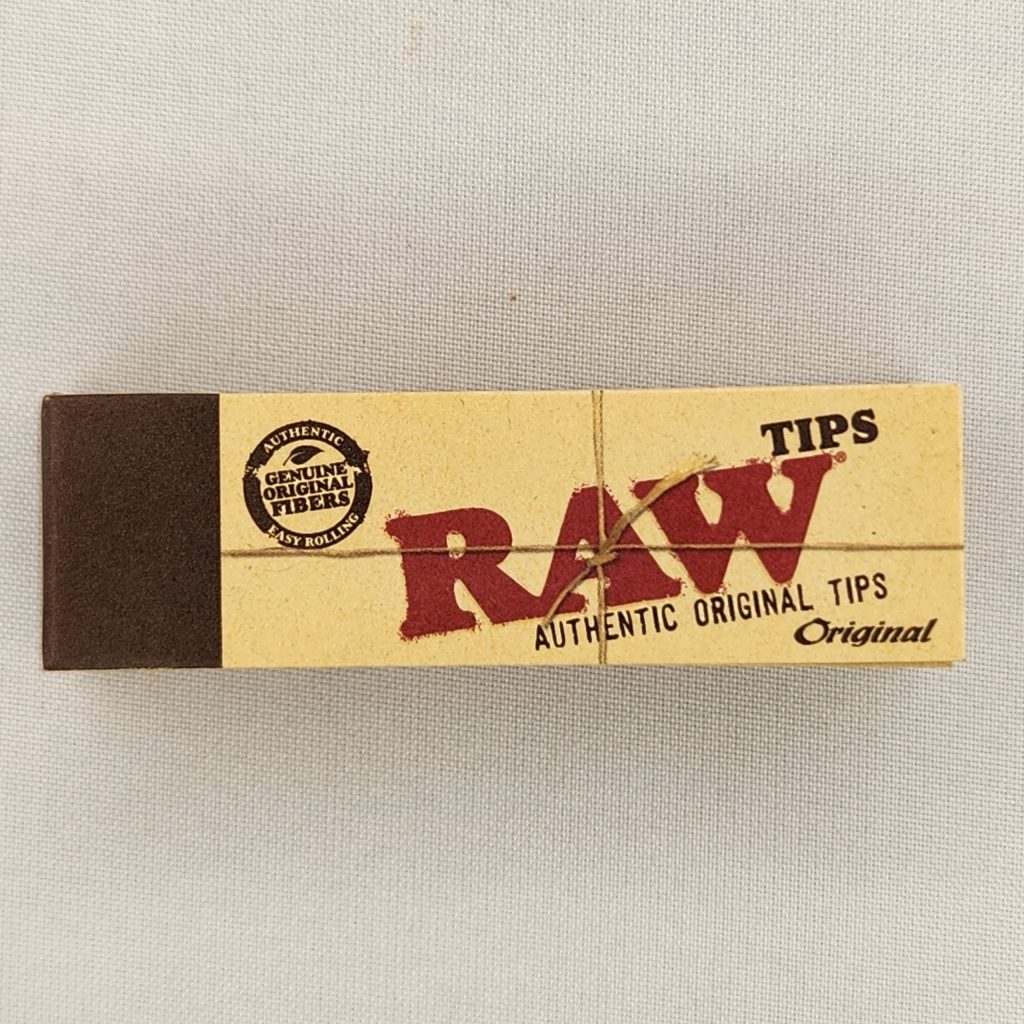 AUTHENTIC
GENUINE
ORIGINAL
FIBERS
EASY ROLLING
TIPS
RAW®
AUTHENTIC ORIGINAL TIPS
Original